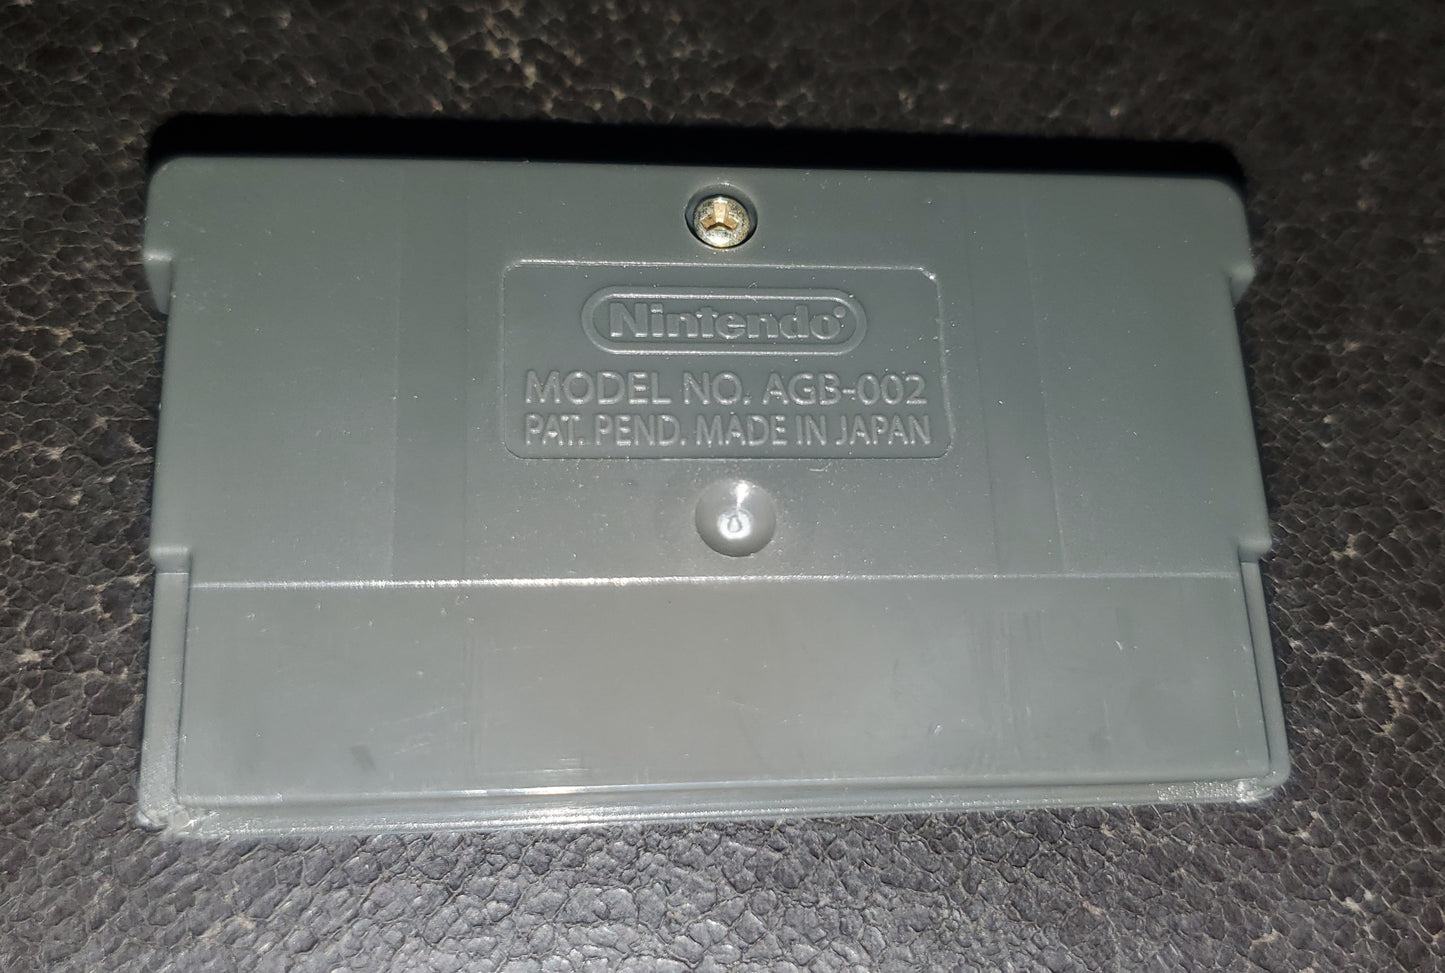 Nintendo®
MODEL NO. AGB-002
PAT. PEND. MADE IN JAPAN